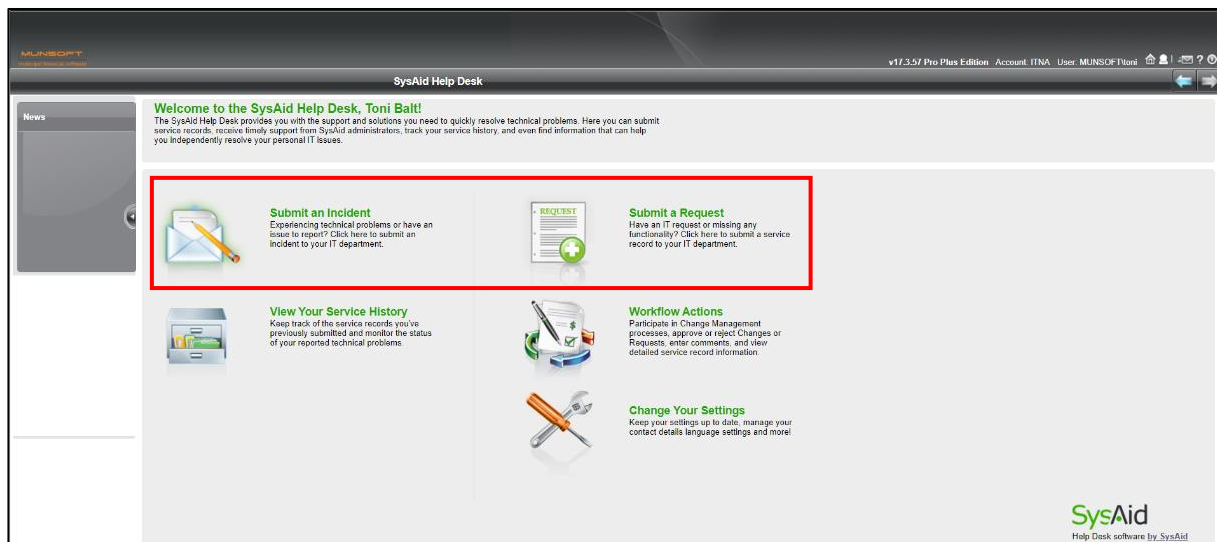 MUNSOFT
v17.3.57 Pro Plus Edition Account: ITNA User: MUNSOFT\toni
SysAid Help Desk
News
Welcome to the SysAid Help Desk, Toni Balt!
The SysAid Help Desk provides you with the support and solutions you need to quickly resolve technical problems. Here you can submit
service records, receive timely support from SysAid administrators, track your service history, and even find information that can help
you independently resolve your personal IT issues.
Submit an Incident
Experiencing technical problems or have an
issue to report? Click here to submit an
incident to your IT department.
REQUEST
Submit a Request
Have an IT request or missing any
functionality? Click here to submit a service
record to your IT department.
View Your Service History
Keep track of the service records you've
previously submitted and monitor the status
of your reported technical problems.
Workflow Actions
Participate in Change Management
processes, approve or reject Changes or
Requests, enter comments, and view
detailed service record information.
Change Your Settings
Keep your settings up to date, manage your
contact details language settings and more!
SysAid
Help Desk software by SysAid